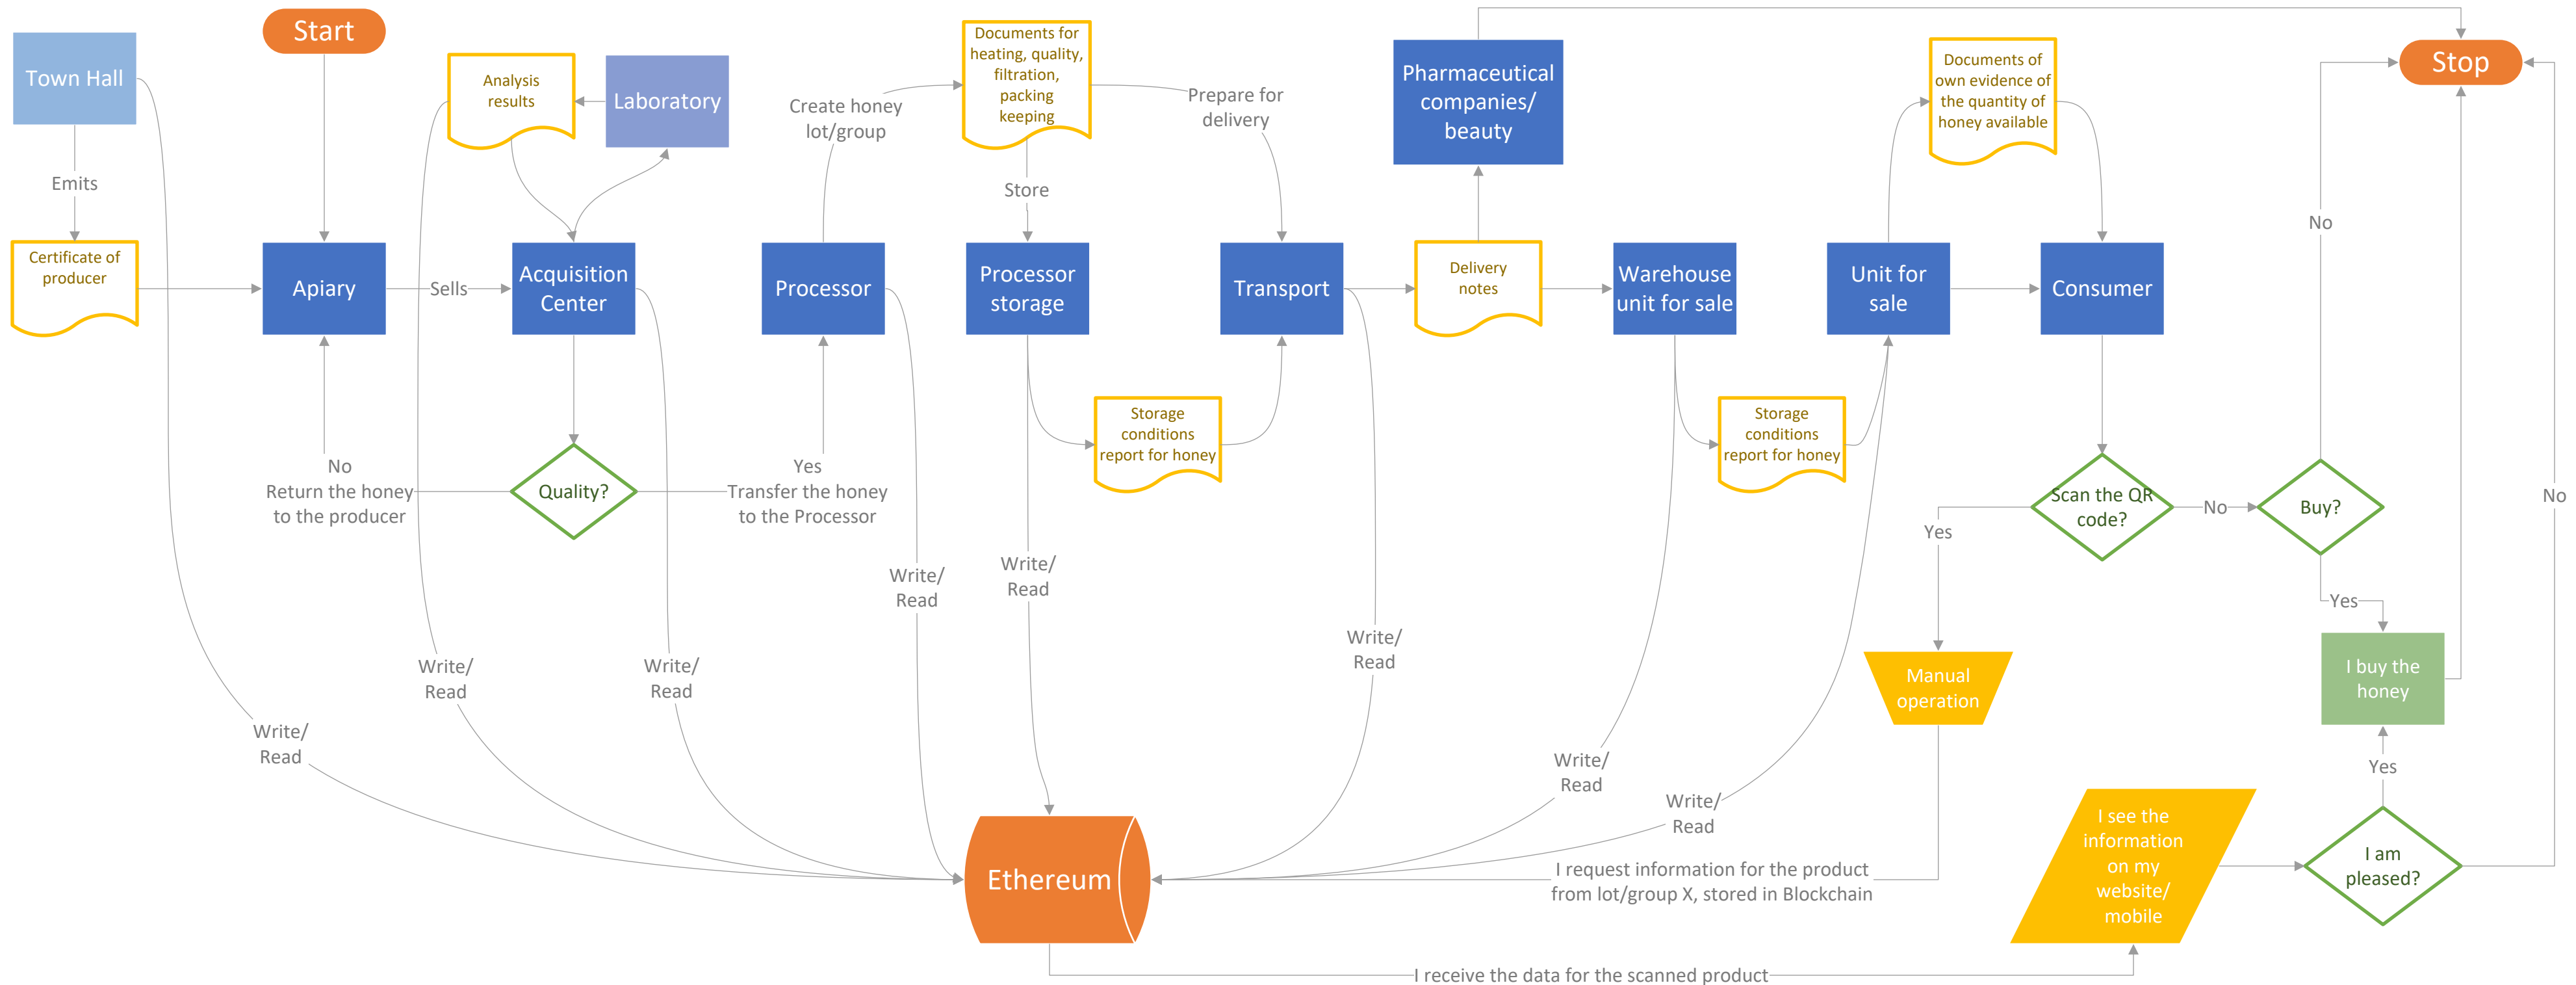 Start
Town Hall
Analysis
results
Laboratory
Create honey
lot/group
Documents for
heating, quality,
filtration,
packing
keeping
Prepare for
delivery
Pharmaceutical
companies/
beauty
Documents of
own evidence of
the quantity of
honey available
Stop
Emits
Store
No
Certificate of
producer
Apiary
Sells
Acquisition
Center
Processor
Processor
storage
Transport
Delivery
notes
Warehouse
unit for sale
Unit for
sale
Consumer
No
Return the honey
to the producer
Quality?
Yes
Transfer the honey
to the Processor
Storage
conditions
report for honey
Storage
conditions
report for honey
Scan the QR
code?
No
Buy?
No
Yes
Yes
Write/
Read
Write/
Read
Write/
Read
Write/
Read
Write/
Read
Write/
Read
Write/
Read
Write/
Read
Manual
operation
I buy the
honey
Yes
Ethereum
I request information for the product
from lot/group X, stored in Blockchain
I see the
information
on my
website/
mobile
I am
pleased?
I receive the data for the scanned product